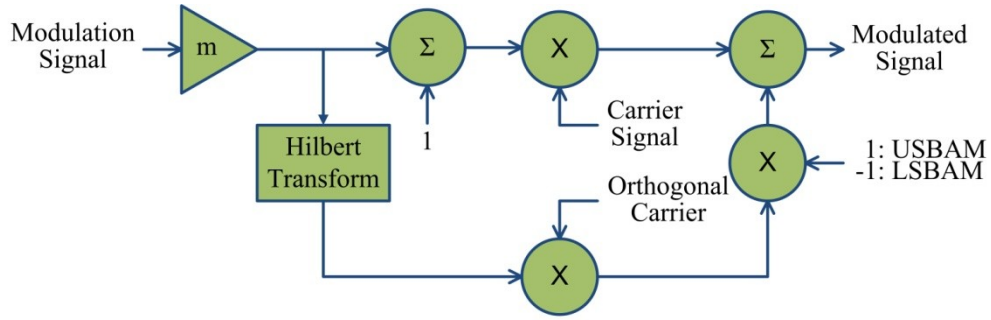 Modulation
Signal
m
Σ
X
Σ
Modulated
Signal
1
Carrier
Signal
Hilbert
Transform
X
1: USBAM
-1: LSBAM
Orthogonal
Carrier
X